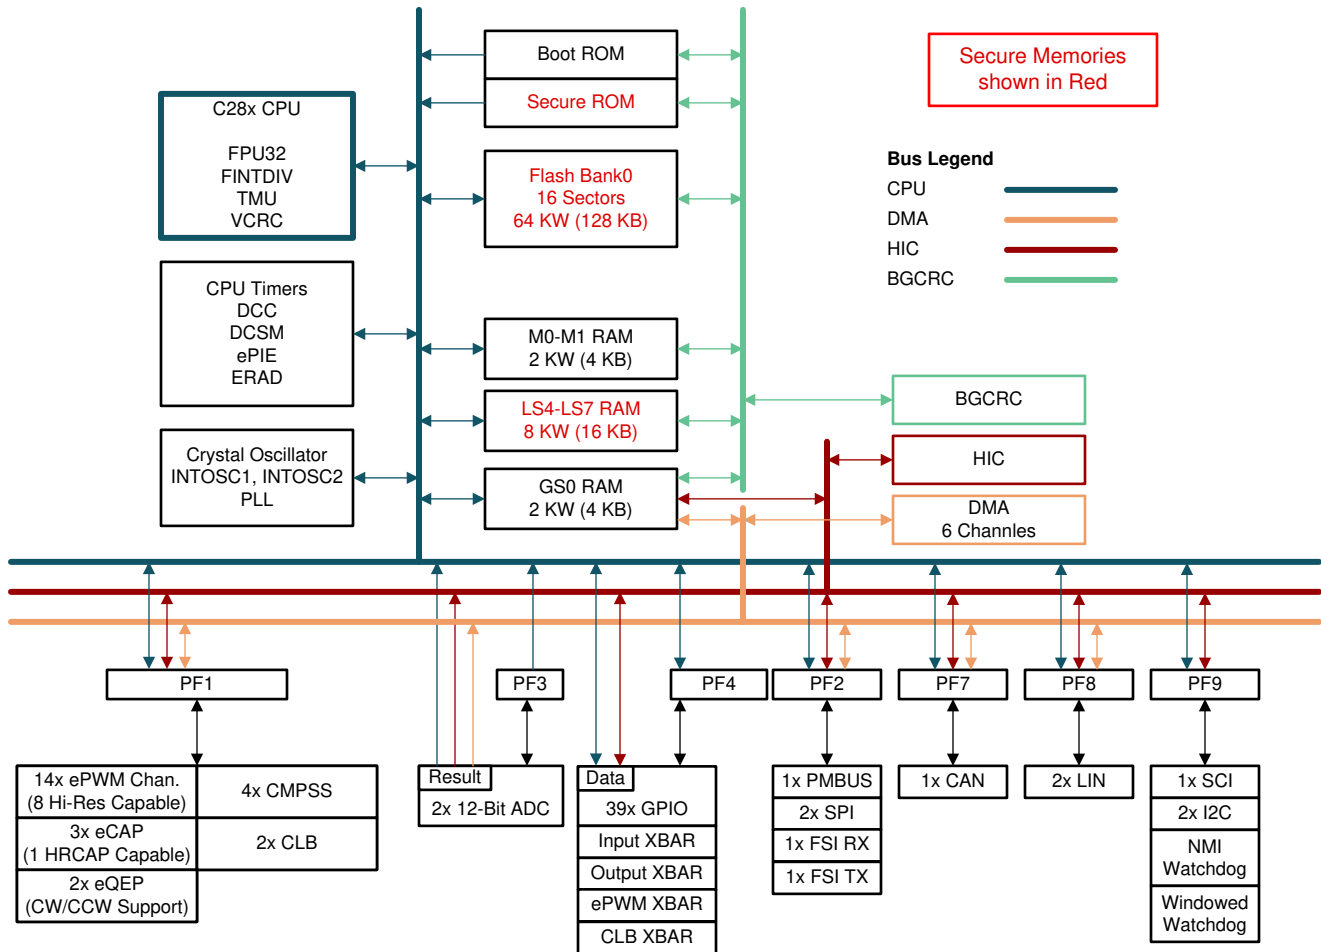 Boot ROM
Secure ROM
Secure Memories
shown in Red
C28x CPU
FPU32
FINTDIV
TMU
VCRC
Flash Bank0
16 Sectors
64 KW (128 KB)
Bus Legend
CPU
DMA
HIC
BGCRC
CPU Timers
DCC
DCSM
ePIE
ERAD
M0-M1 RAM
2 KW (4 KB)
LS4-LS7 RAM
8 KW (16 KB)
BGCRC
Crystal Oscillator
INTOSC1, INTOSC2
PLL
GS0 RAM
2 KW (4 KB)
HIC
DMA
6 Channles
PF1
PF3
PF4
PF2
PF7
PF8
PF9
14x ePWM Chan.
(8 Hi-Res Capable)
4x CMPSS
3x eCAP
(1 HRCAP Capable)
2x CLB
2x eQEP
(CW/CCW Support)
Result
2x 12-Bit ADC
Data
39x GPIO
Input XBAR
Output XBAR
ePWM XBAR
CLB XBAR
1x PMBUS
2x SPI
1x FSI RX
1x FSI TX
1x CAN
2x LIN
1x SCI
2x I2C
NMI
Watchdog
Windowed
Watchdog